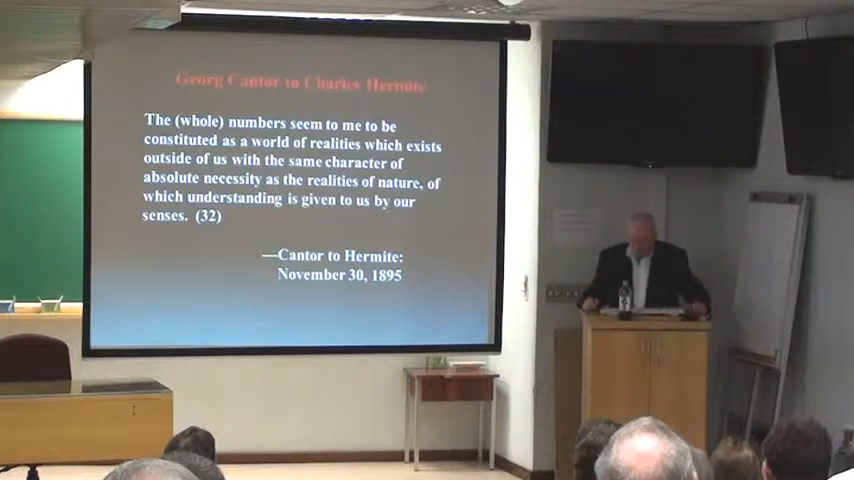 Georg Cantor to Charles Hermite
The (whole) numbers seem to me to be
constituted as a world of realities which exists
outside of us with the same character of
absolute necessity as the realities of nature, of
which understanding is given to us by our
senses. (32)
—Cantor to Hermite:
November 30, 1895